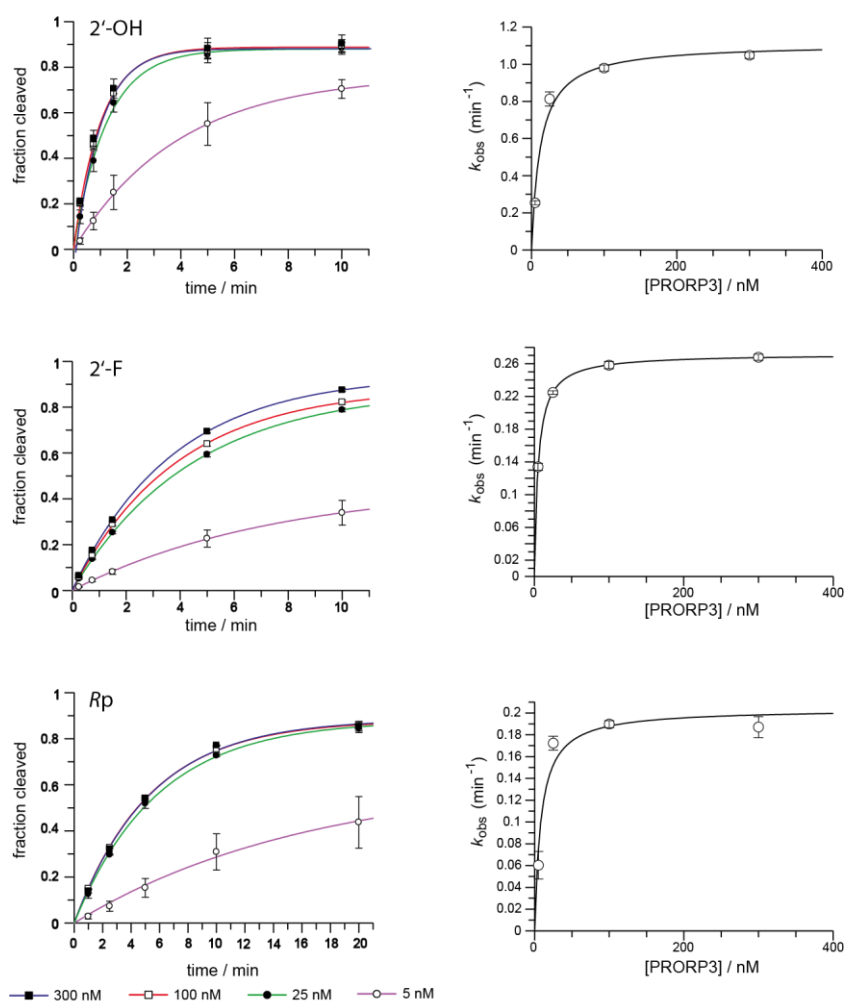 2‘-OH
fraction cleaved
1
0.8
0.6
0.4
0.2
0
0 2 4 6 8 10
time / min
k obs (min −1)
1.2
1.0
0.8
0.6
0.4
0.2
0
0 200 400
[PRORP3] / nM
2‘-F
fraction cleaved
1
0.8
0.6
0.4
0.2
0
0 2 4 6 8 10
time / min
k obs (min −1)
0.26
0.22
0.18
0.14
0.1
0.06
0.02
0
0 200 400
[PRORP3] / nM
Rp
fraction cleaved
1
0.8
0.6
0.4
0.2
0
0 2 4 6 8 10 12 14 16 18 20
time / min
k obs (min −1)
0.2
0.18
0.16
0.14
0.12
0.1
0.08
0.06
0.04
0.02
0
0 200 400
[PRORP3] / nM
300 nM 100 nM 25 nM 5 nM